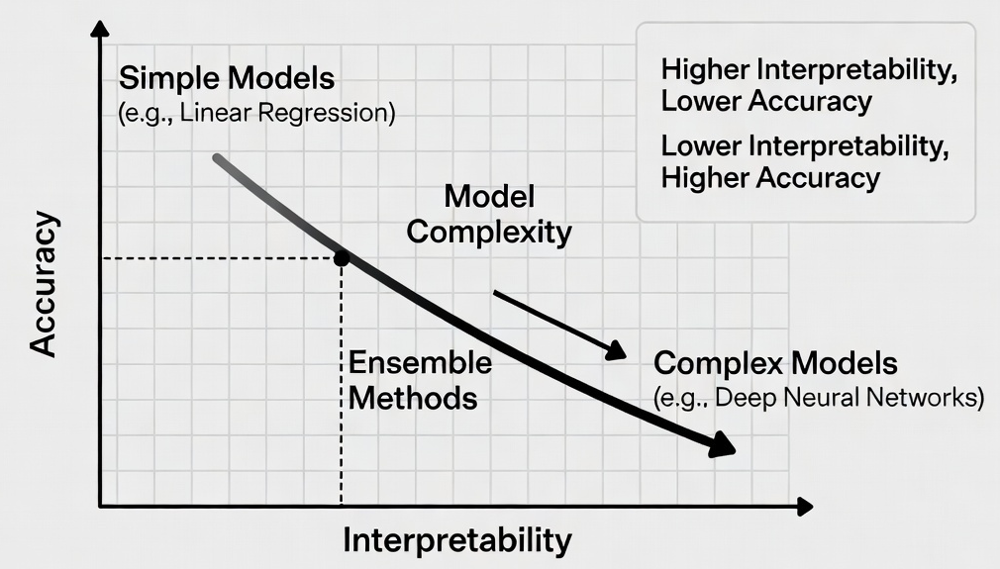 Simple Models
(e.g., Linear Regression)
Higher Interpretability,
Lower Accuracy
Lower Interpretability,
Higher Accuracy
Model
Complexity
Accuracy
Ensemble
Methods
Complex Models
(e.g., Deep Neural Networks)
Interpretability